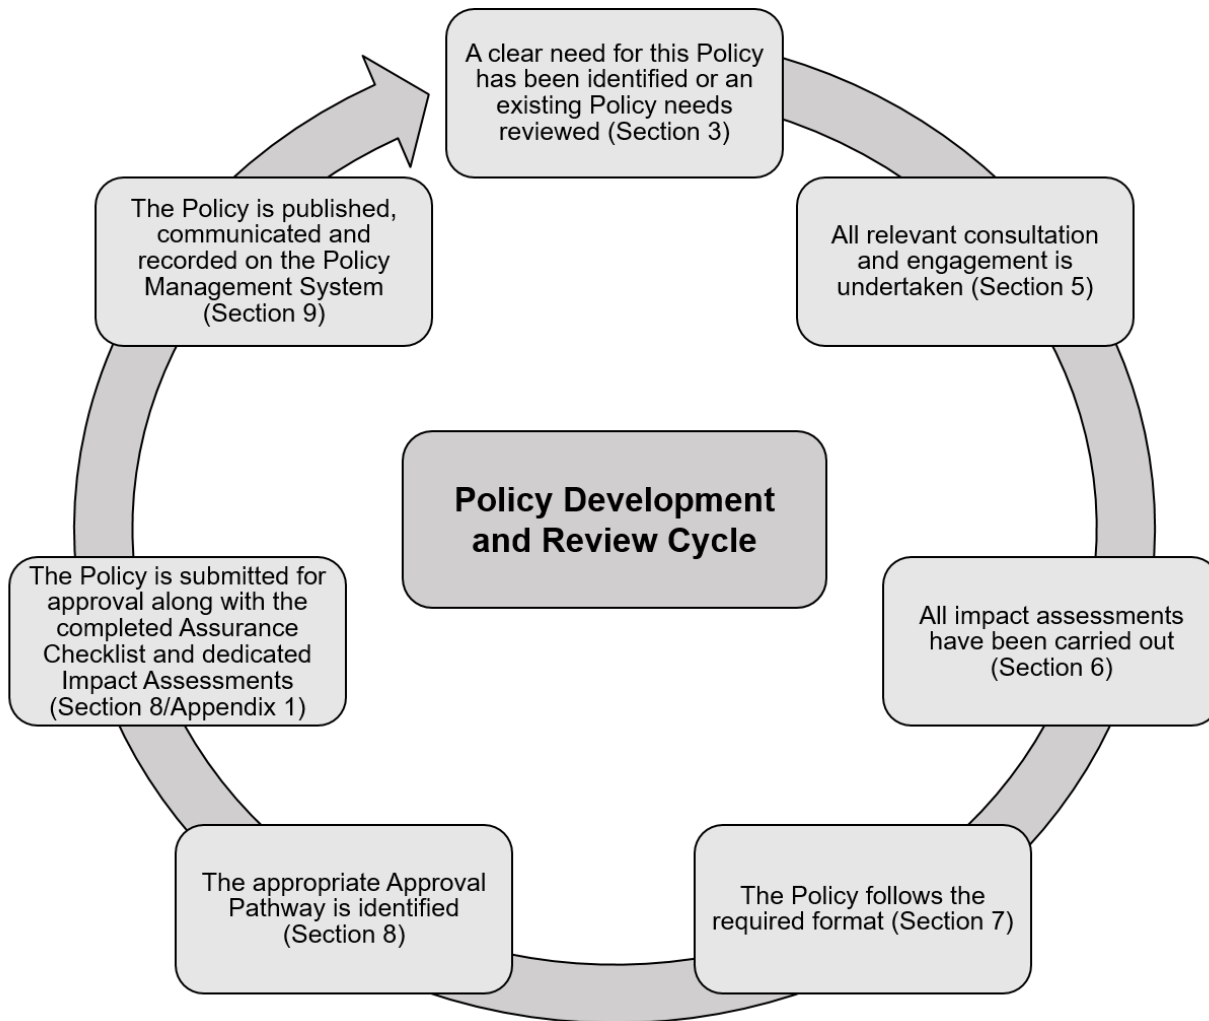 A clear need for this Policy
has been identified or an
existing Policy needs
reviewed (Section 3)
All relevant consultation
and engagement is
undertaken (Section 5)
All impact assessments
have been carried out
(Section 6)
The Policy follows the
required format (Section 7)
The appropriate Approval
Pathway is identified
(Section 8)
The Policy is submitted for
approval along with the
completed Assurance
Checklist and dedicated
Impact Assessments
(Section 8/Appendix 1)
The Policy is published,
communicated and
recorded on the Policy
Management System
(Section 9)
Policy Development
and Review Cycle